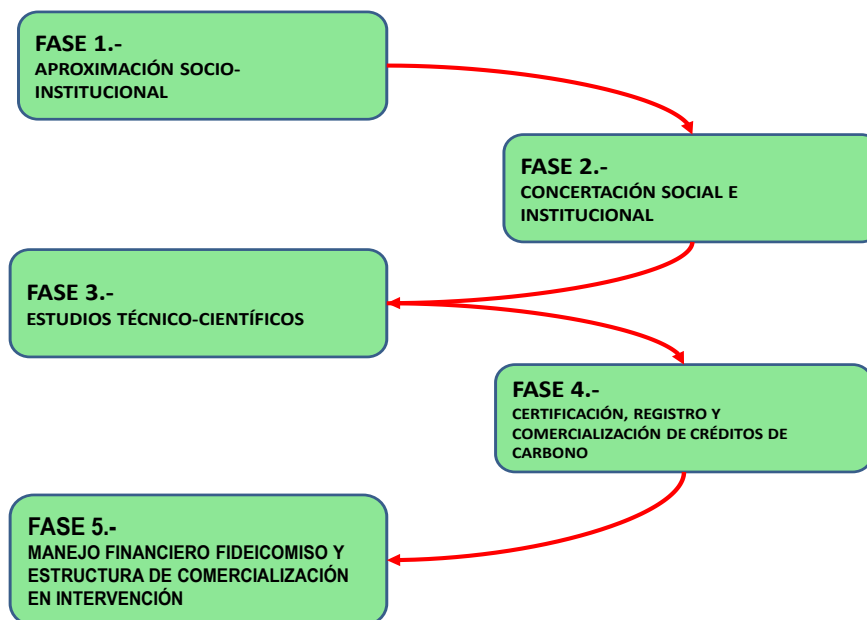 FASE 1.-
APROXIMACIÓN SOCIO-
INSTITUCIONAL
FASE 2.-
CONCERTACIÓN SOCIAL E
INSTITUCIONAL
FASE 3.-
ESTUDIOS TÉCNICO-CIENTÍFICOS
FASE 4.-
CERTIFICACIÓN, REGISTRO Y
COMERCIALIZACIÓN DE CRÉDITOS DE
CARBONO
FASE 5.-
MANEJO FINANCIERO FIDEICOMISO Y
ESTRUCTURA DE COMERCIALIZACIÓN
EN INTERVENCIÓN